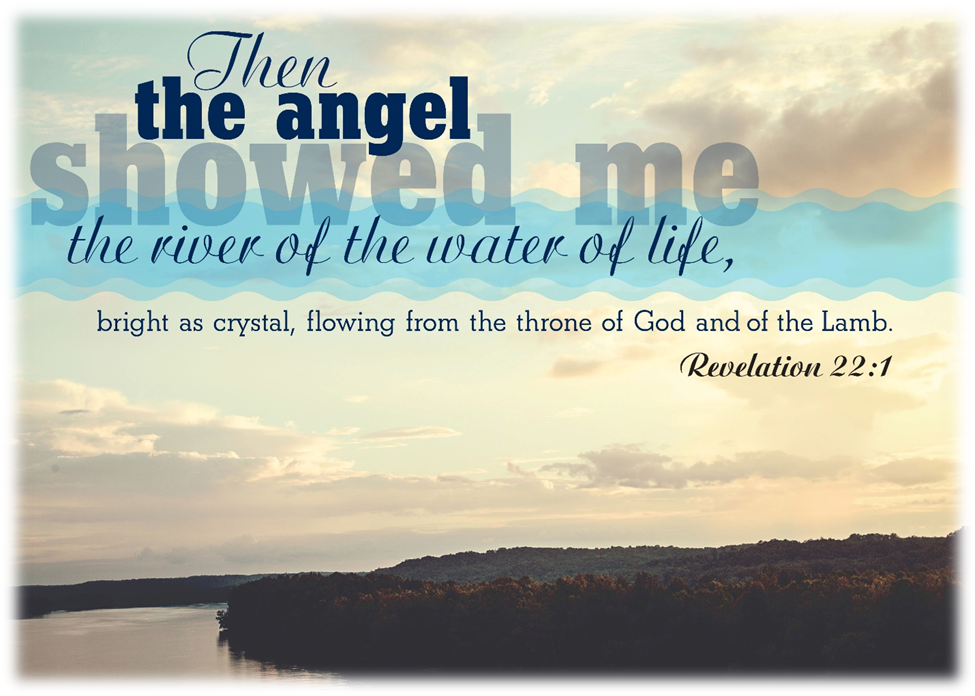 Then
the angel
showed me
the river of the water of life,
bright as crystal, flowing from the throne of God and of the Lamb.
Revelation 22:1